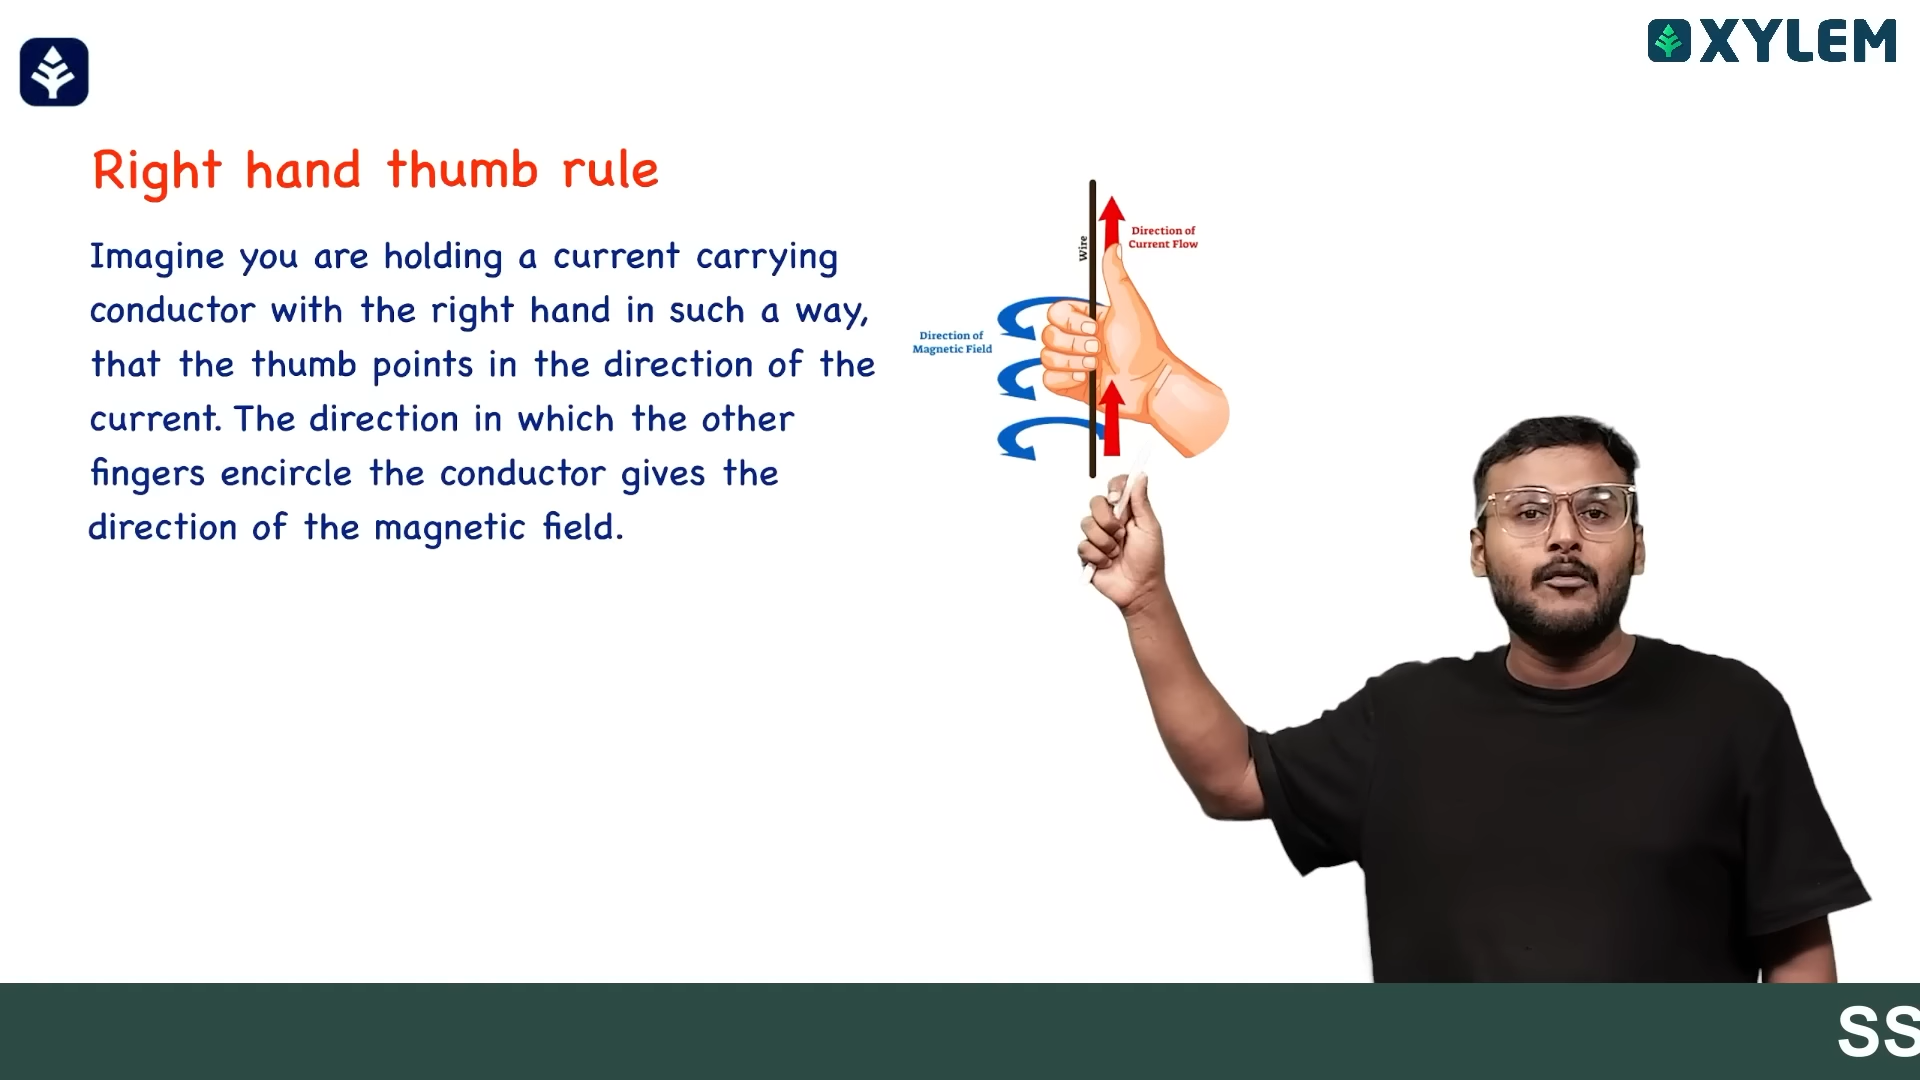 XYLEM
Right hand thumb rule
Imagine you are holding a current carrying
conductor with the right hand in such a way,
that the thumb points in the direction of the
current. The direction in which the other
fingers encircle the conductor gives the
direction of the magnetic field.
Wire
Direction of
Current Flow
Direction of
Magnetic Field
SS